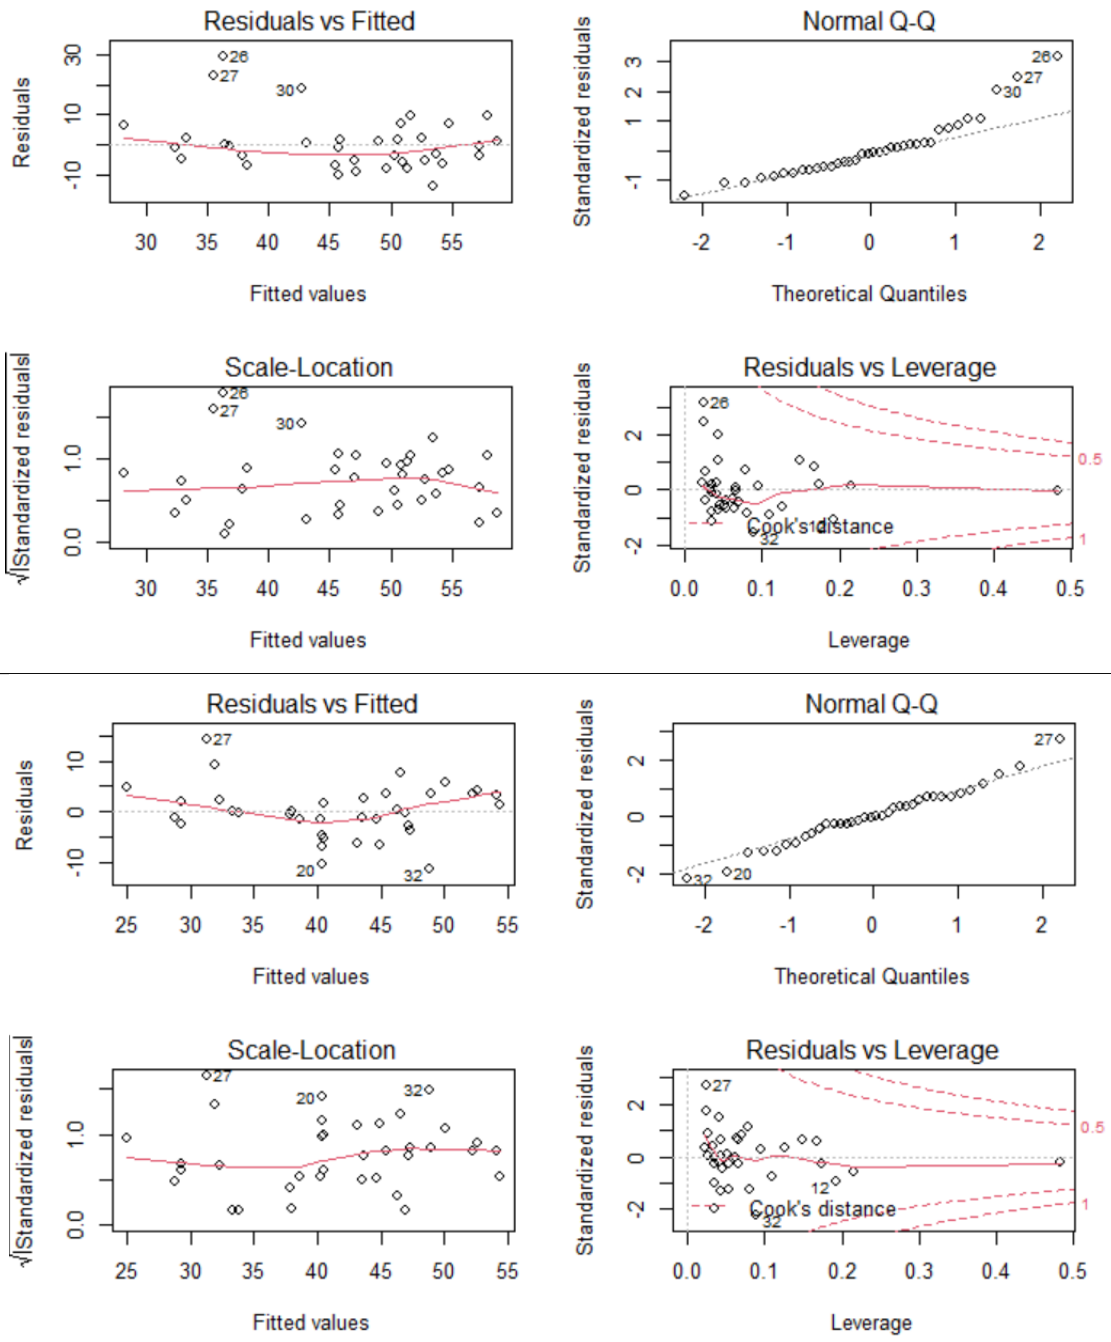 Residuals vs Fitted
Residuals
30
10
-10
26
27
30
30 35 40 45 50 55
Fitted values
Normal Q-Q
Standardized residuals
3
2
1
-1
26
27
30
-2 -1 0 1 2
Theoretical Quantiles
Scale-Location
√|Standardized residuals|
1.0
0.0
26
27
30
30 35 40 45 50 55
Fitted values
Residuals vs Leverage
Standardized residuals
2
0
-2
26
0.5
Cook's distance
12
32
1
0.0 0.1 0.2 0.3 0.4 0.5
Leverage
Residuals vs Fitted
Residuals
10
0
-10
27
20
32
25 30 35 40 45 50 55
Fitted values
Normal Q-Q
Standardized residuals
2
0
-2
27
32
20
-2 -1 0 1 2
Theoretical Quantiles
Scale-Location
√|Standardized residuals|
1.0
0.0
27
20
32
25 30 35 40 45 50 55
Fitted values
Residuals vs Leverage
Standardized residuals
2
0
-2
27
0.5
12
Cook's distance
32
1
0.0 0.1 0.2 0.3 0.4 0.5
Leverage